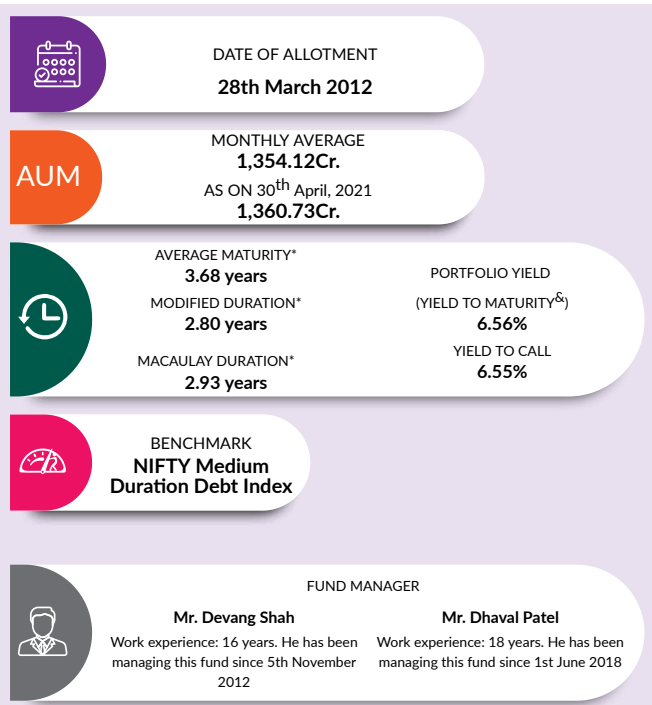 DATE OF ALLOTMENT
28th March 2012
AUM
MONTHLY AVERAGE
1,354.12Cr.
AS ON 30th April, 2021
1,360.73Cr.
AVERAGE MATURITY*
3.68 years
MODIFIED DURATION*
2.80 years
MACAULAY DURATION*
2.93 years
PORTFOLIO YIELD
(YIELD TO MATURITY&)
6.56%
YIELD TO CALL
6.55%
BENCHMARK
NIFTY Medium
Duration Debt Index
FUND MANAGER
Mr. Devang Shah
Work experience: 16 years. He has been
managing this fund since 5th November
2012
Mr. Dhaval Patel
Work experience: 18 years. He has been
managing this fund since 1st June 2018